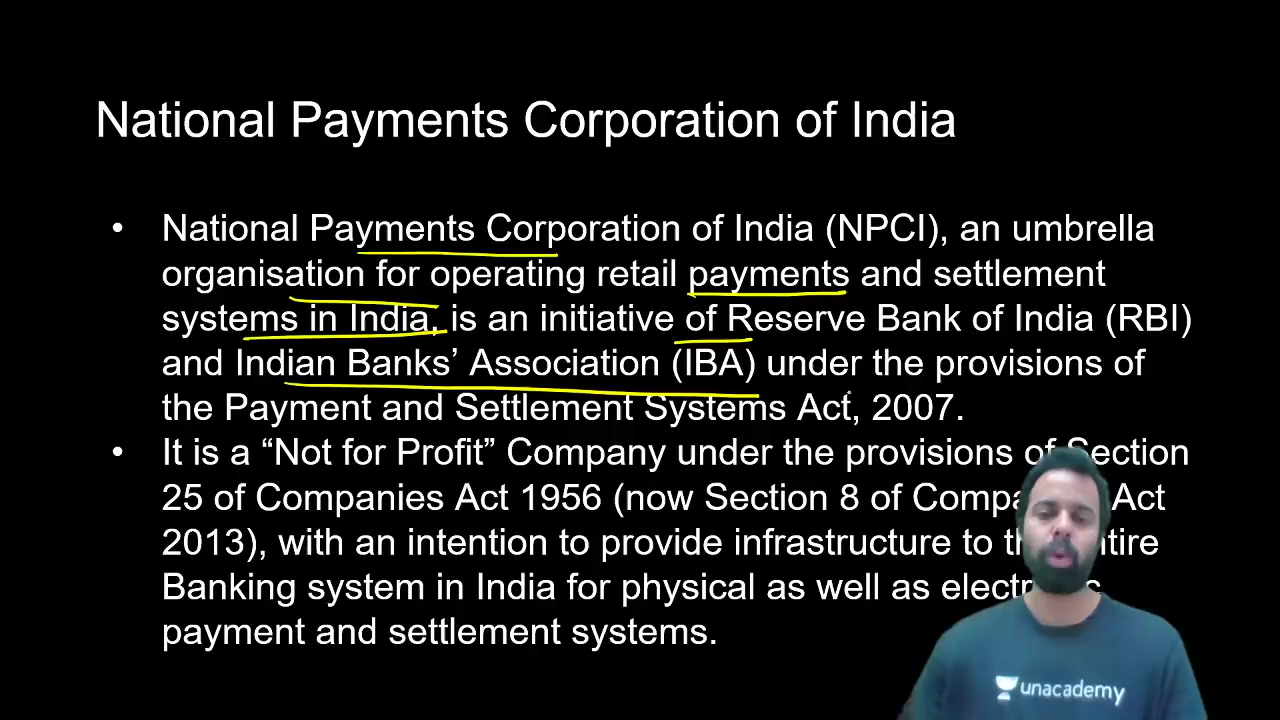 National Payments Corporation of India
• National Payments Corporation of India (NPCI), an umbrella
organisation for operating retail payments and settlement
systems in India, is an initiative of Reserve Bank of India (RBI)
and Indian Banks’ Association (IBA) under the provisions of
the Payment and Settlement Systems Act, 2007.
• It is a “Not for Profit” Company under the provisions of Section
25 of Companies Act 1956 (now Section 8 of Act
2013), with an intention to provide infrastructure to
Banking system in India for physical as well as
payment and settlement systems.
unacademy